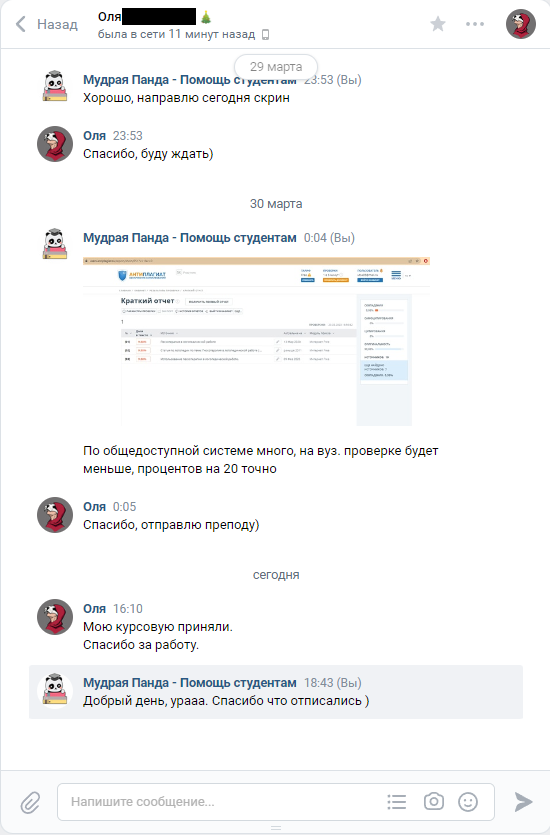 Назад
Оля
была в сети 11 минут назад
29 марта
Мудрая Панда - Помощь студентам 23:53 (Вы)
Хорошо, направлю сегодня скрин
Оля 23:53
Спасибо, буду ждать)
30 марта
Мудрая Панда - Помощь студентам 0:04 (Вы)
АНТИПЛАГИАТ
Краткий отчет
По общедоступной системе много, на вуз. проверке будет
меньше, процентов на 20 точно
Оля 0:05
Спасибо, отправлю преподу)
сегодня
Оля 16:10
Мою курсовую приняли.
Спасибо за работу.
Мудрая Панда - Помощь студентам 18:43 (Вы)
Добрый день, урааа. Спасибо что отписались )
Напишите сообщение...